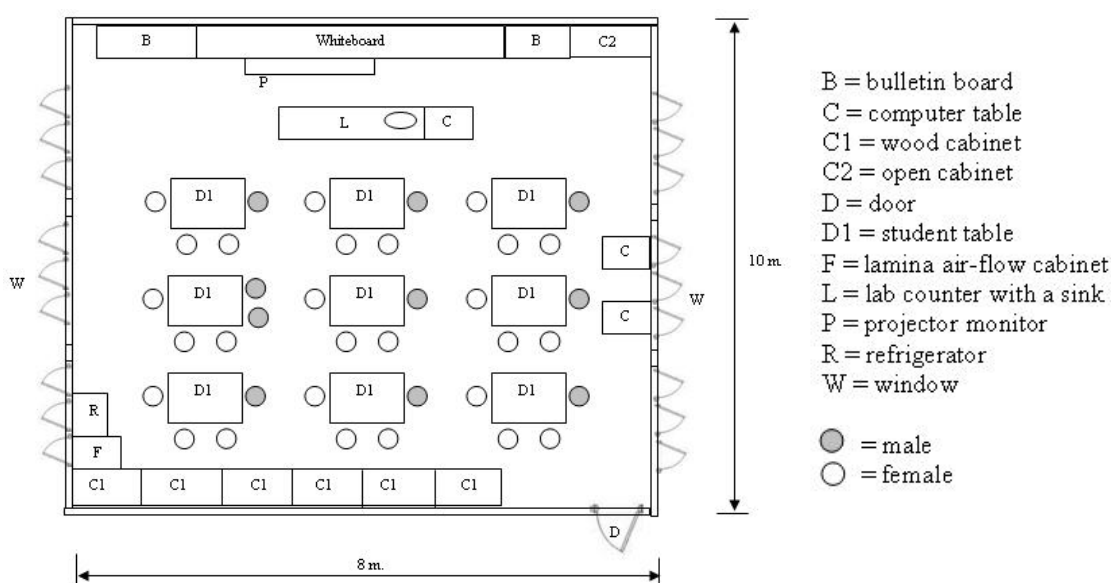 B Whiteboard B C2
P
L C
D1 D1 D1
C
D1 D1 D1
C
D1 D1 D1
R
F
C1 C1 C1 C1 C1 C1
D
W
W
10 m.
8 m.
B = bulletin board
C = computer table
C1 = wood cabinet
C2 = open cabinet
D = door
D1 = student table
F = lamina air-flow cabinet
L = lab counter with a sink
P = projector monitor
R = refrigerator
W = window
= male
= female